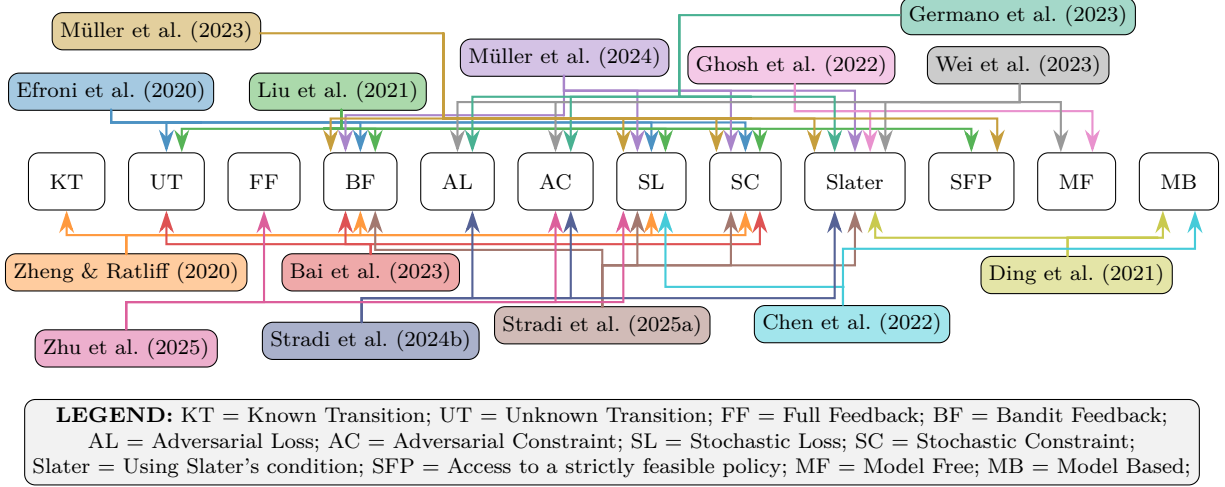 Germano et al. (2023)
Müller et al. (2023)
Müller et al. (2024)
Ghosh et al. (2022)
Wei et al. (2023)
Efroni et al. (2020)
Liu et al. (2021)
KT
UT
FF
BF
AL
AC
SL
SC
Slater
SFP
MF
MB
Zheng & Ratliff (2020)
Bai et al. (2023)
Ding et al. (2021)
Zhu et al. (2025)
Stradi et al. (2024b)
Stradi et al. (2025a)
Chen et al. (2022)
LEGEND: KT = Known Transition; UT = Unknown Transition; FF = Full Feedback; BF = Bandit Feedback;
AL = Adversarial Loss; AC = Adversarial Constraint; SL = Stochastic Loss; SC = Stochastic Constraint;
Slater = Using Slater's condition; SFP = Access to a strictly feasible policy; MF = Model Free; MB = Model Based;